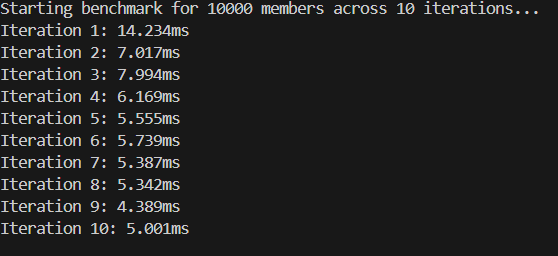 Starting benchmark for 10000 members across 10 iterations...
Iteration 1: 14.234ms
Iteration 2: 7.017ms
Iteration 3: 7.994ms
Iteration 4: 6.169ms
Iteration 5: 5.555ms
Iteration 6: 5.739ms
Iteration 7: 5.387ms
Iteration 8: 5.342ms
Iteration 9: 4.389ms
Iteration 10: 5.001ms